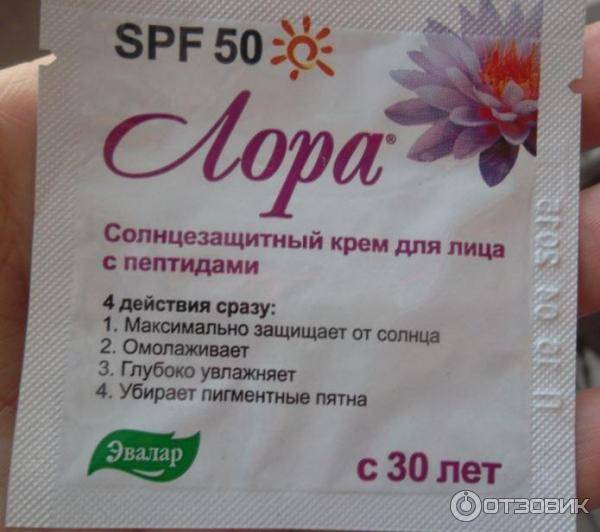 SPF 50
Лора®
Солнцезащитный крем для лица
с пептидами
4 действия сразу:
1. Максимально защищает от солнца
2. Омолаживает
3. Глубоко увлажняет
4. Убирает пигментные пятна
Эвалар
с 30 лет
ОТЗОВИК